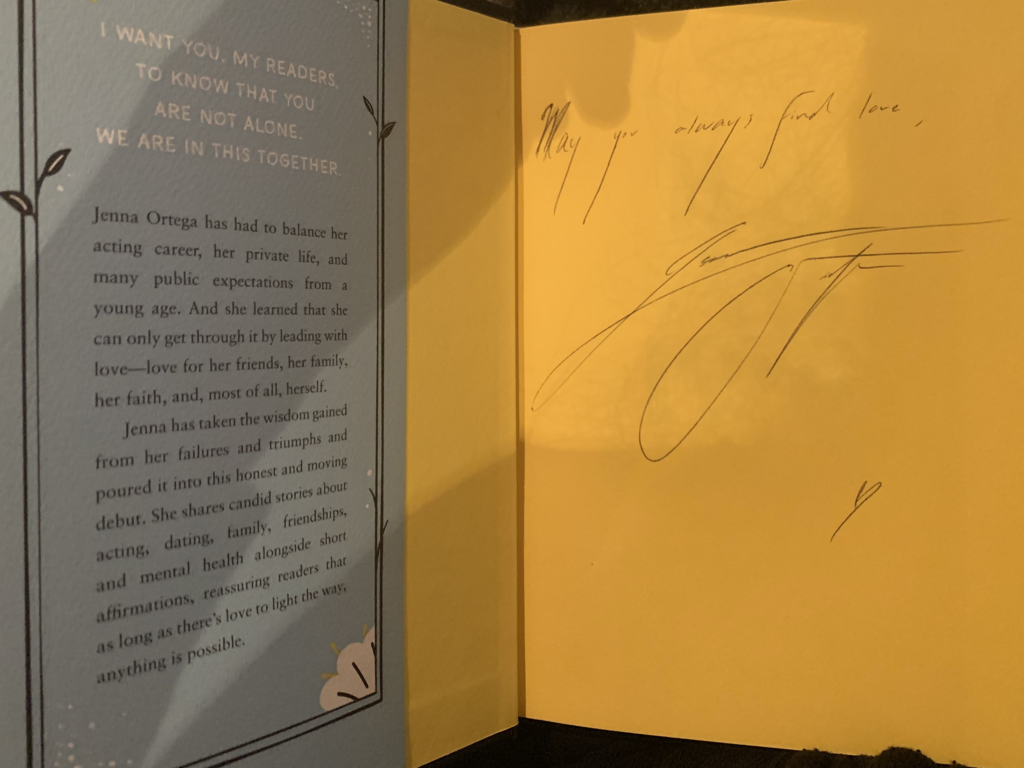 I WANT YOU, MY READERS,
TO KNOW THAT YOU
ARE NOT ALONE.
WE ARE IN THIS TOGETHER.
Jenna Ortega has had to balance her
acting career, her private life, and
many public expectations from a
young age. And she learned that she
can only get through it by leading with
love—love for her friends, her family,
her faith, and, most of all, herself.
Jenna has taken the wisdom gained
from her failures and triumphs and
poured it into this honest and moving
debut. She shares candid stories about
acting, dating, family, friendships,
and mental health alongside short
affirmations, reassuring readers that
as long as there's love to light the way,
anything is possible.
May you always find love,